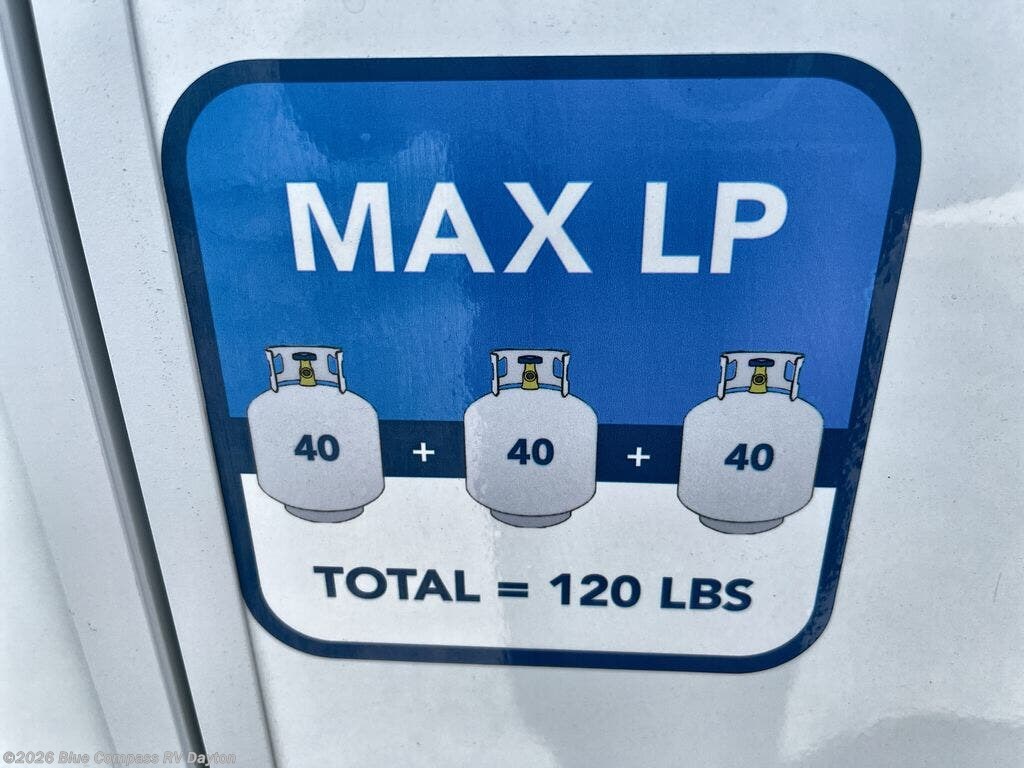 MAX LP
40 + 40 + 40
TOTAL = 120 LBS
©2026 Blue Compass RV Dayton